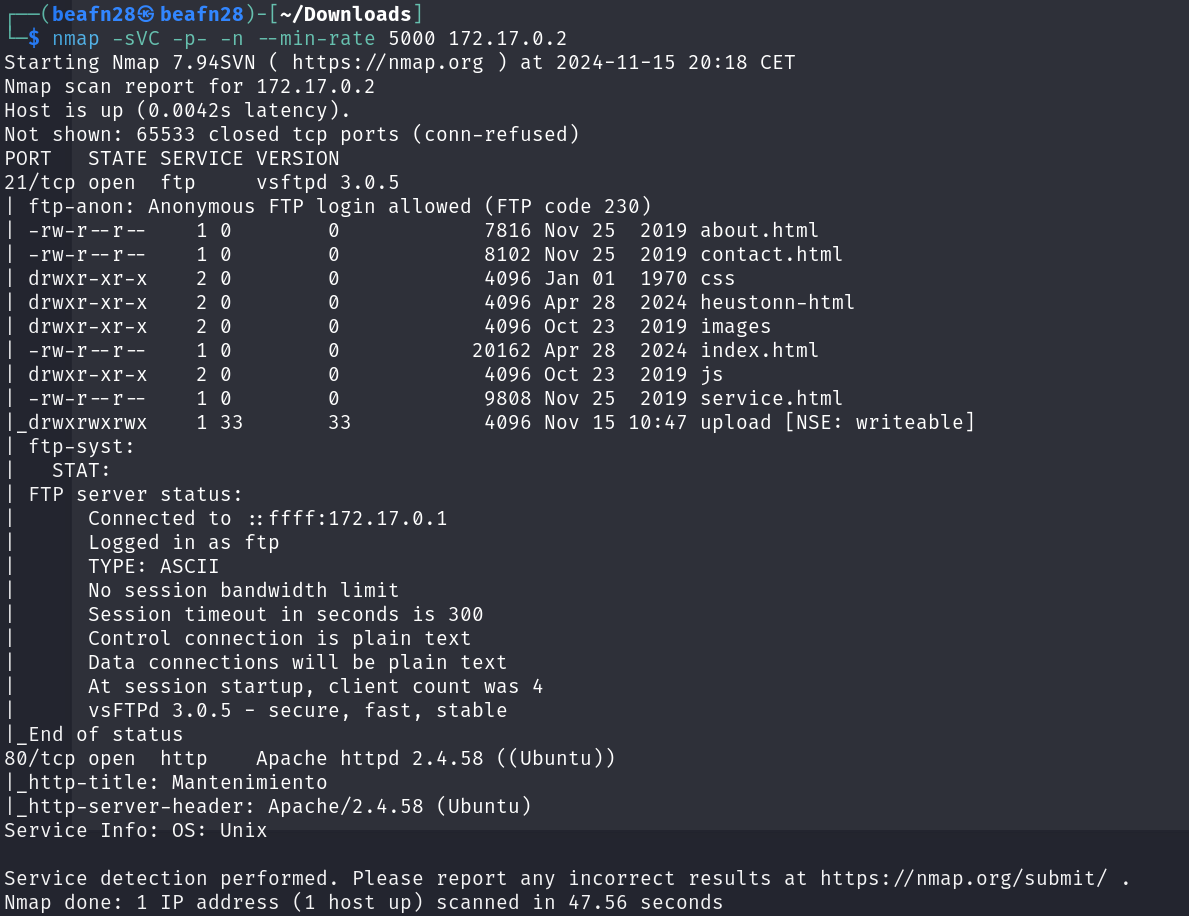 ┌──(beafn28㉿beafn28)-[~/Downloads]
└─$ nmap -sVC -p- -n --min-rate 5000 172.17.0.2
Starting Nmap 7.94SVN ( https://nmap.org ) at 2024-11-15 20:18 CET
Nmap scan report for 172.17.0.2
Host is up (0.0042s latency).
Not shown: 65533 closed tcp ports (conn-refused)
PORT   STATE SERVICE VERSION
21/tcp open  ftp     vsftpd 3.0.5
| ftp-anon: Anonymous FTP login allowed (FTP code 230)
| -rw-r--r--    1 0        0            7816 Nov 25  2019 about.html
| -rw-r--r--    1 0        0            8102 Nov 25  2019 contact.html
| drwxr-xr-x    2 0        0            4096 Jan 01  1970 css
| drwxr-xr-x    2 0        0            4096 Apr 28  2024 heustonn-html
| drwxr-xr-x    2 0        0            4096 Oct 23  2019 images
| -rw-r--r--    1 0        0           20162 Apr 28  2024 index.html
| drwxr-xr-x    2 0        0            4096 Oct 23  2019 js
| -rw-r--r--    1 0        0            9808 Nov 25  2019 service.html
|_drwxrwxrwx    1 33       33           4096 Nov 15 10:47 upload [NSE: writeable]
| ftp-syst:
|   STAT:
| FTP server status:
|      Connected to ::ffff:172.17.0.1
|      Logged in as ftp
|      TYPE: ASCII
|      No session bandwidth limit
|      Session timeout in seconds is 300
|      Control connection is plain text
|      Data connections will be plain text
|      At session startup, client count was 4
|      vsFTPd 3.0.5 - secure, fast, stable
|_End of status
80/tcp open  http    Apache httpd 2.4.58 ((Ubuntu))
|_http-title: Mantenimiento
|_http-server-header: Apache/2.4.58 (Ubuntu)
Service Info: OS: Unix
Service detection performed. Please report any incorrect results at https://nmap.org/submit/ .
Nmap done: 1 IP address (1 host up) scanned in 47.56 seconds